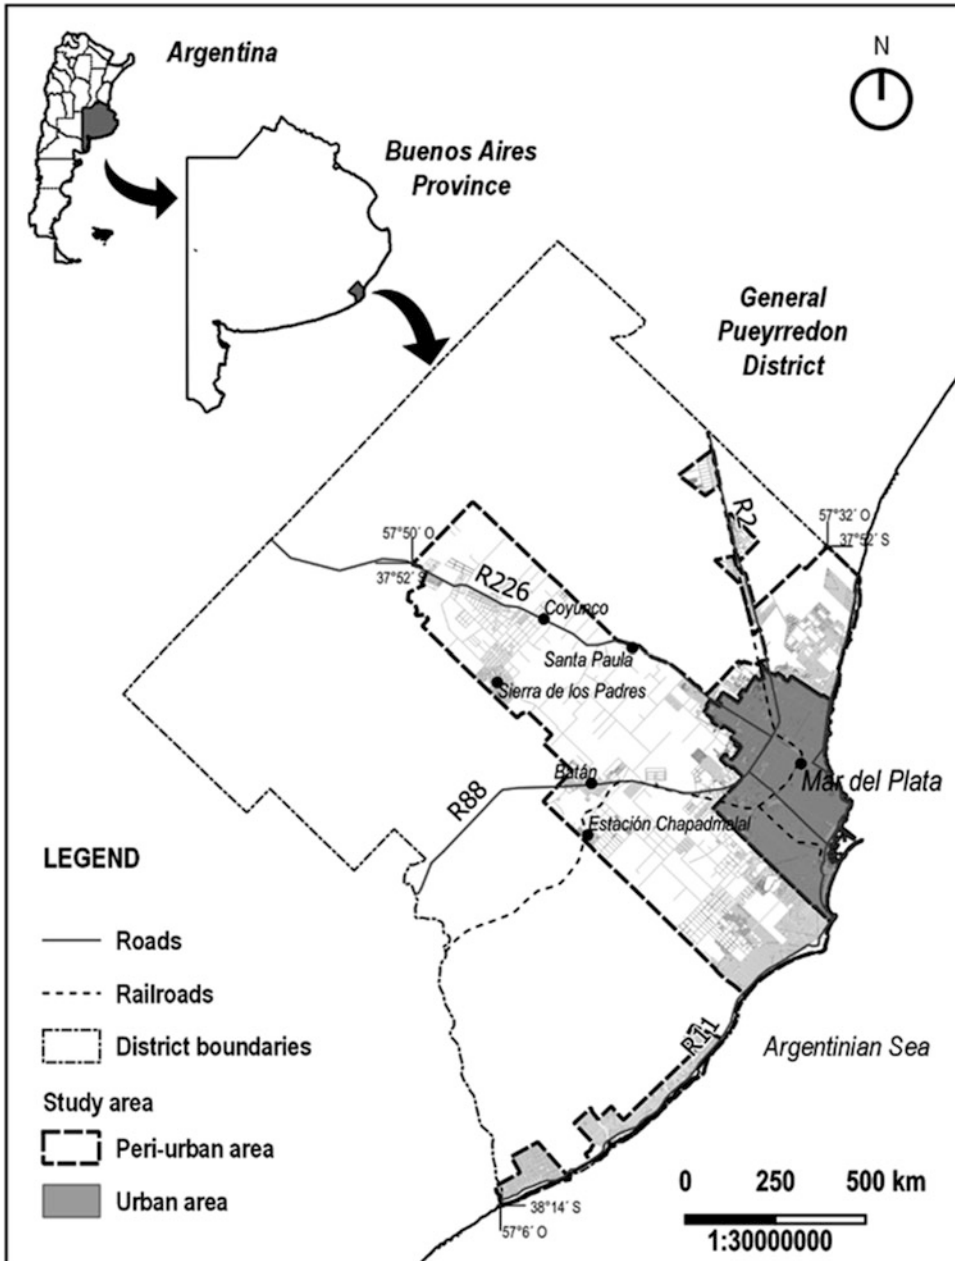 Argentina
N
Buenos Aires
Province
General
Pueyrredon
District
R2
57°32´ O
37°52´ S
57°50´ O
37°52´ S
R226
Coyunco
Santa Paula
Sierra de los Padres
Batán
Mar del Plata
R88
Estación Chapadmalal
LEGEND
Roads
Railroads
District boundaries
Study area
Peri-urban area
Urban area
R11
Argentinian Sea
38°14´ S
57°6´ O
0 250 500 km
1:30000000